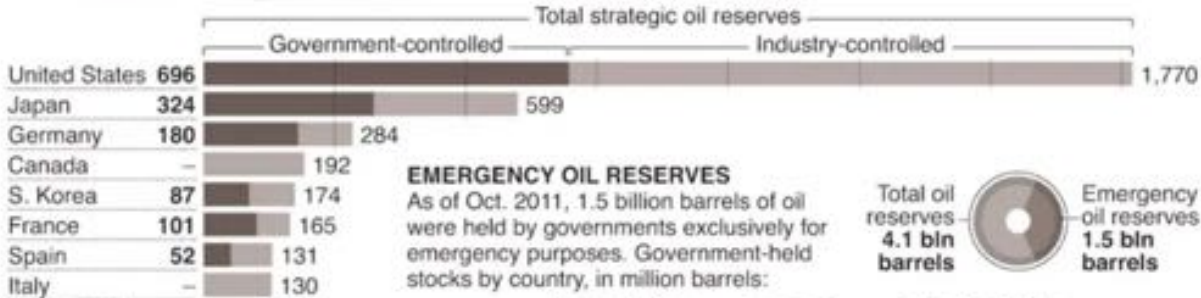 Total strategic oil reserves
Government-controlled Industry-controlled
United States 696 1,770
Japan 324 599
Germany 180 284
Canada – 192
S. Korea 87 174
France 101 165
Spain 52 131
Italy – 130
EMERGENCY OIL RESERVES
As of Oct. 2011, 1.5 billion barrels of oil
were held by governments exclusively for
emergency purposes. Government-held
stocks by country, in million barrels:
Total oil
reserves
4.1 bln
barrels
Emergency
oil reserves
1.5 bln
barrels